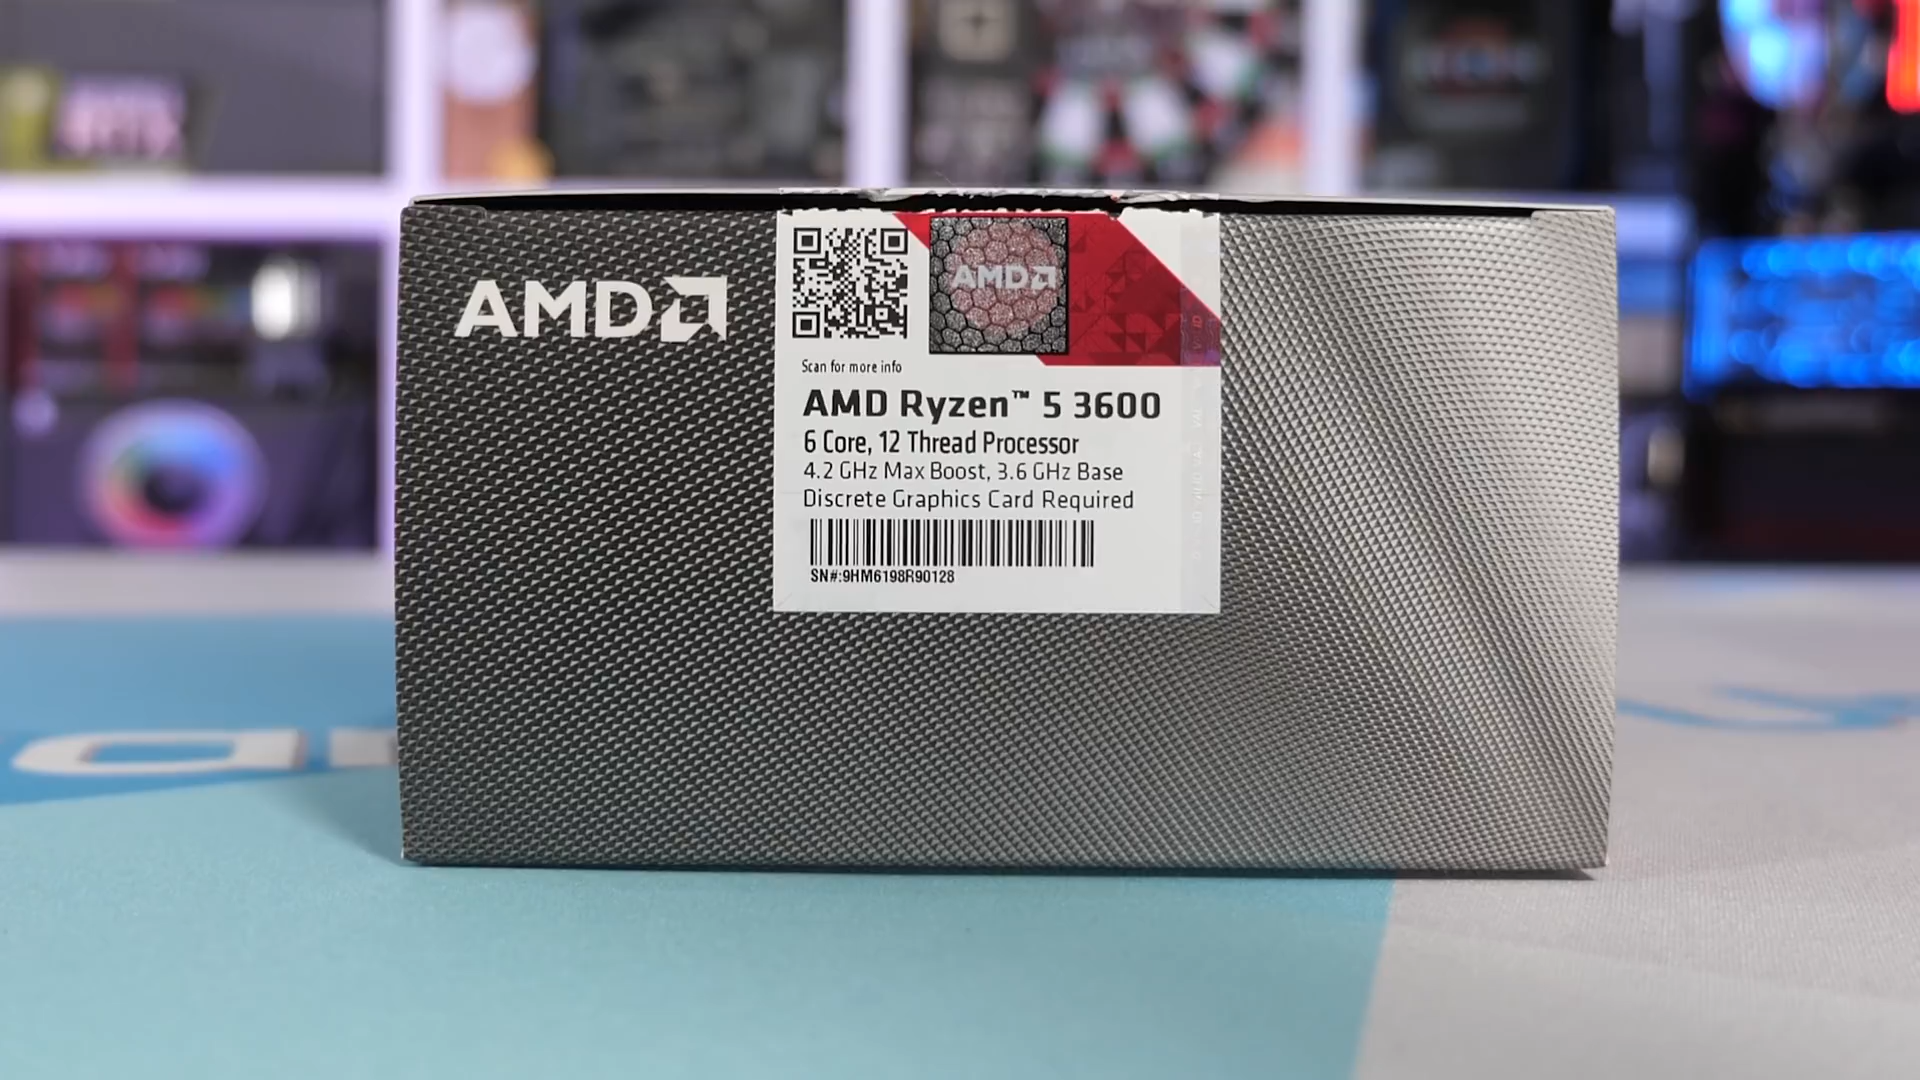 AMD
AMD
Scan for more info
AMD Ryzen™ 5 3600
6 Core, 12 Thread Processor
4.2 GHz Max Boost, 3.6 GHz Base
Discrete Graphics Card Required
SN#:9HM6198R90128